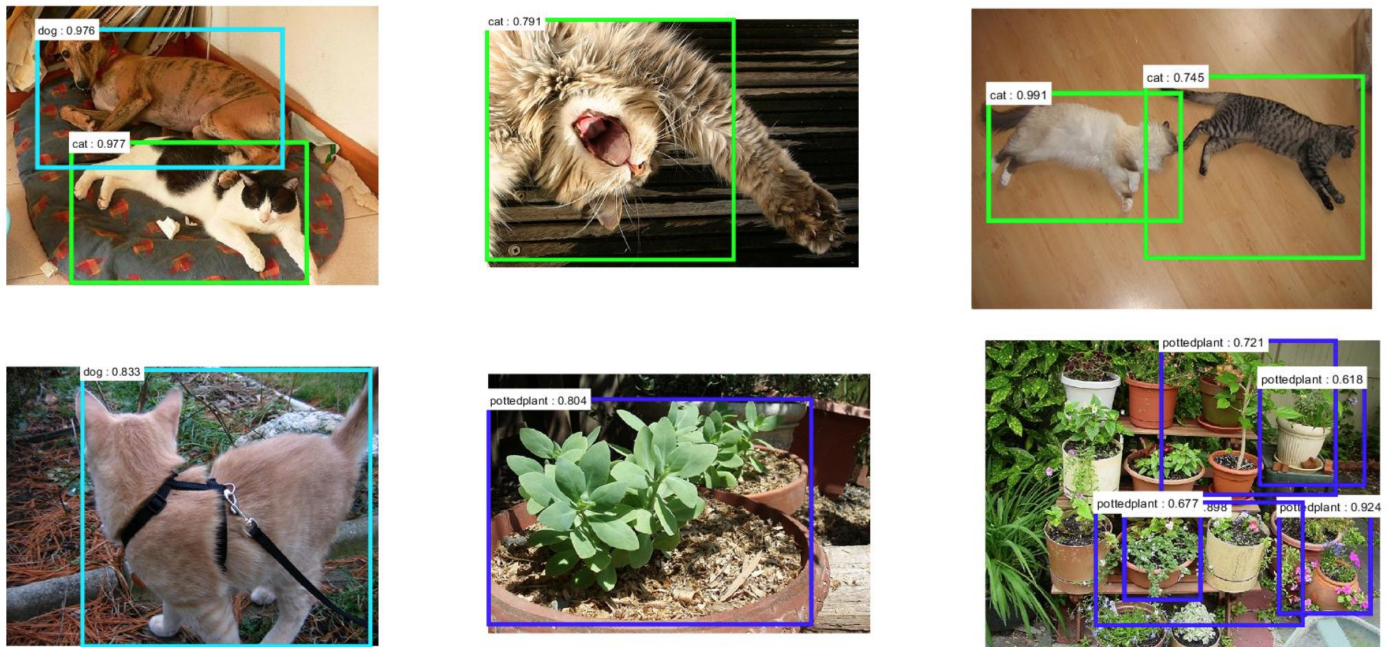 dog : 0.976
cat : 0.977
cat : 0.791
cat : 0.991
cat : 0.745
dog : 0.833
pottedplant : 0.804
pottedplant : 0.721
pottedplant : 0.618
pottedplant : 0.677
.898
pottedplant : 0.924